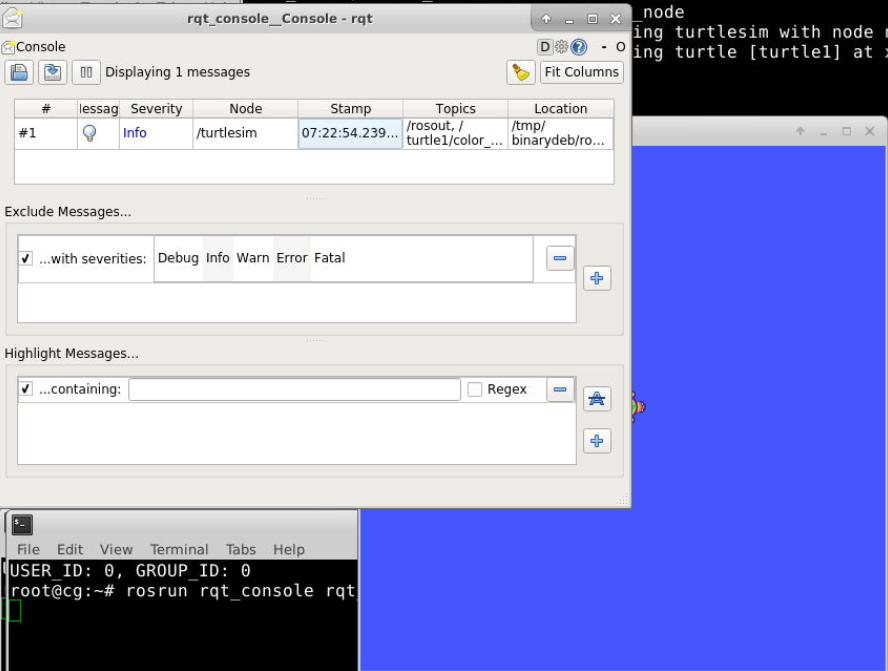 rqt_console__Console - rqt
_node
ing turtlesim with node
ing turtle [turtle1] at
Console
D
- O
Displaying 1 messages
Fit Columns
# Severity Node Stamp Topics Location
#1 Info /turtlesim 07:22:54.239... /rosout, / /tmp/
turtle1/color_... binarydeb/ro...
Exclude Messages...
...with severities: Debug Info Warn Error Fatal
Highlight Messages...
...containing: Regex
File Edit View Terminal Tabs Help
USER_ID: 0, GROUP_ID: 0
root@cg:~# rosrun rqt_console rqt